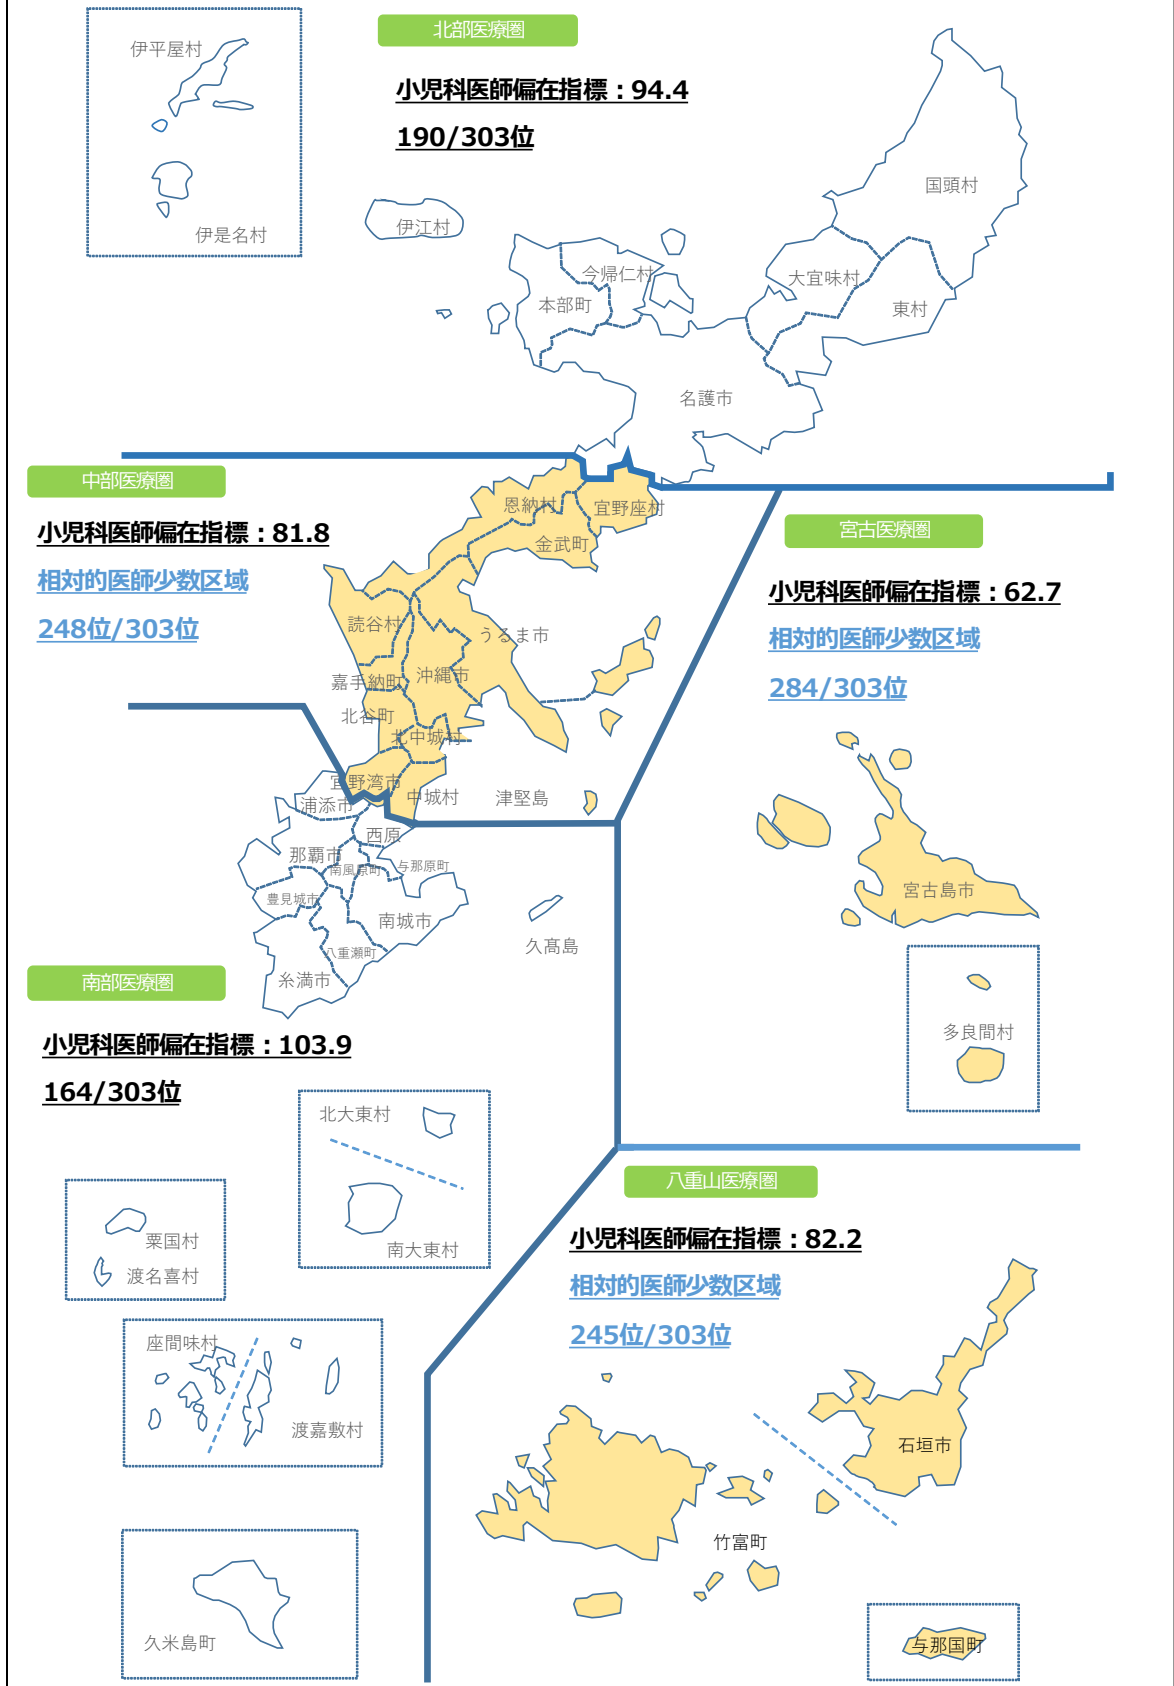 伊平屋村
伊是名村
北部医療圏
小児科医師偏在指標：94.4
190/303位
伊江村
国頭村
今帰仁村
大宜味村
本部町
東村
名護市
中部医療圏
小児科医師偏在指標：81.8
相対的医師少数区域
248位/303位
恩納村
宜野座村
金武町
読谷村
うるま市
嘉手納町
沖縄市
北谷町
北中城村
宜野湾市
中城村
津堅島
宮古医療圏
小児科医師偏在指標：62.7
相対的医師少数区域
284/303位
宮古島市
多良間村
浦添市
西原
那覇市
南風原町
与那原町
豊見城市
南城市
八重瀬町
糸満市
久髙島
南部医療圏
小児科医師偏在指標：103.9
164/303位
北大東村
南大東村
粟国村
渡名喜村
座間味村
渡嘉敷村
久米島町
八重山医療圏
小児科医師偏在指標：82.2
相対的医師少数区域
245位/303位
石垣市
竹富町
与那国町